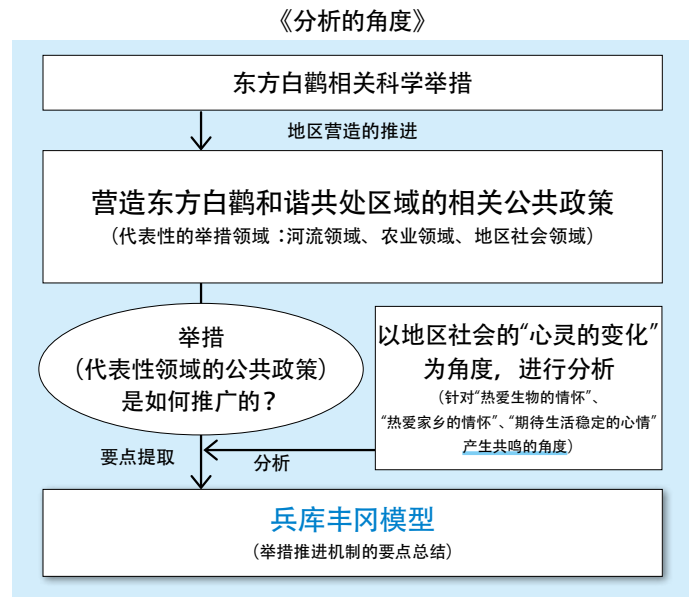 《分析的角度》
东方白鹳相关科学举措
地区营造的推进
营造东方白鹳和谐共处区域的相关公共政策
（代表性的举措领域：河流领域、农业领域、地区社会领域）
举措
（代表性领域的公共政策）
是如何推广的？
以地区社会的“心灵的变化”
为角度，进行分析
（针对“热爱生物的情怀”、
“热爱家乡的情怀”、“期待生活稳定的心情”
产生共鸣的角度）
要点提取
分析
兵库丰冈模型
（举措推进机制的要点总结）